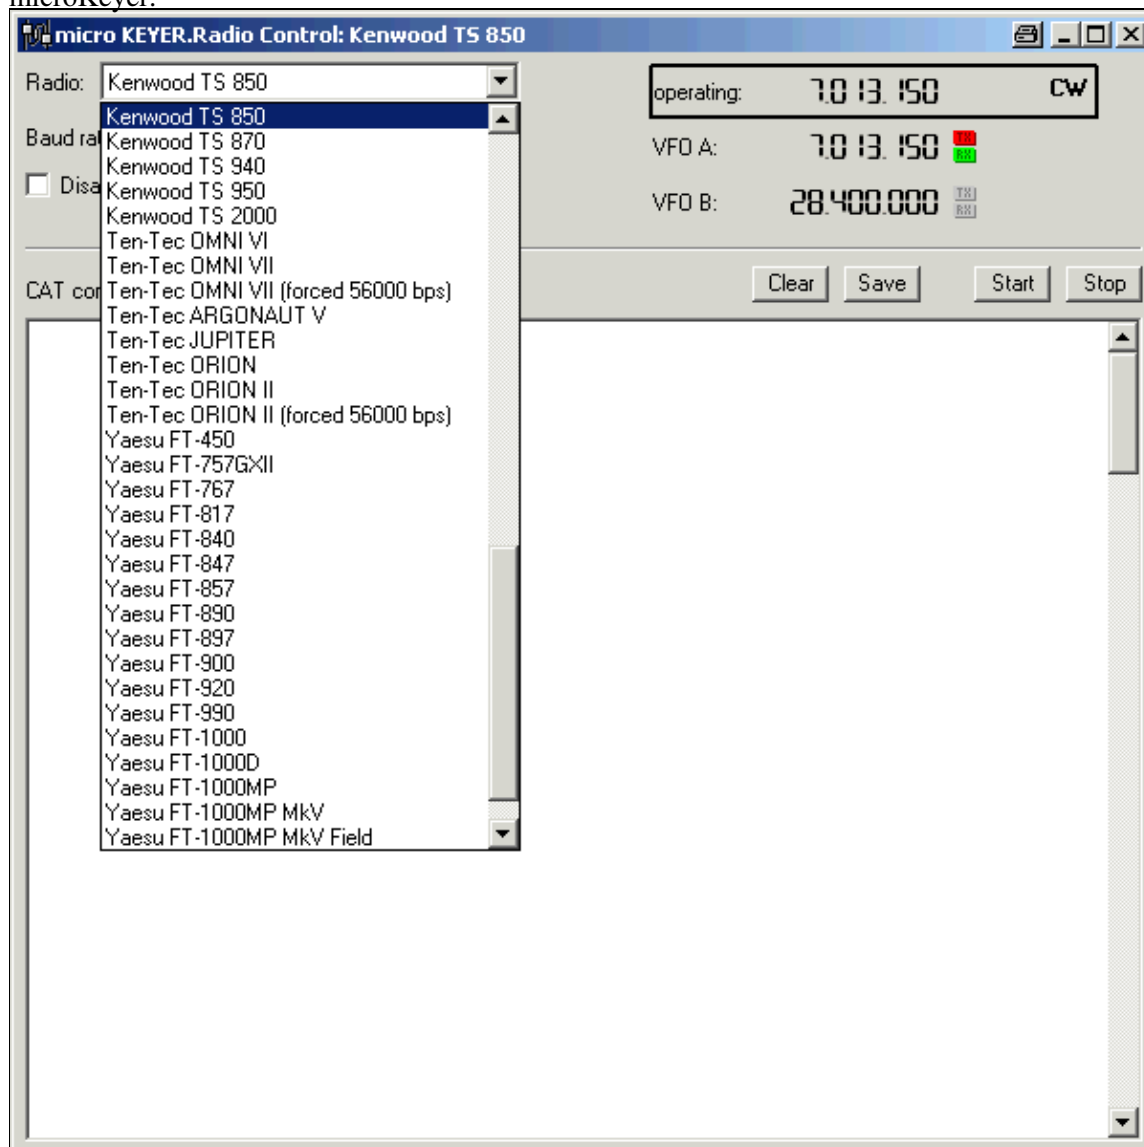 microKeyer.
micro KEYER.Radio Control: Kenwood TS 850
Radio: Kenwood TS 850
operating: 7.013.150 CW
Baud rat
VFO A: 7.013.150 TX RX
Disa
VFO B: 28.400.000 TX RX
CAT cor
Clear Save Start Stop
Kenwood TS 850
Kenwood TS 870
Kenwood TS 940
Kenwood TS 950
Kenwood TS 2000
Ten-Tec OMNI VI
Ten-Tec OMNI VII
Ten-Tec OMNI VII (forced 56000 bps)
Ten-Tec ARGONAUT V
Ten-Tec JUPITER
Ten-Tec ORION
Ten-Tec ORION II
Ten-Tec ORION II (forced 56000 bps)
Yaesu FT-450
Yaesu FT-757GXII
Yaesu FT-767
Yaesu FT-817
Yaesu FT-840
Yaesu FT-847
Yaesu FT-857
Yaesu FT-890
Yaesu FT-897
Yaesu FT-900
Yaesu FT-920
Yaesu FT-990
Yaesu FT-1000
Yaesu FT-1000D
Yaesu FT-1000MP
Yaesu FT-1000MP MkV
Yaesu FT-1000MP MkV Field